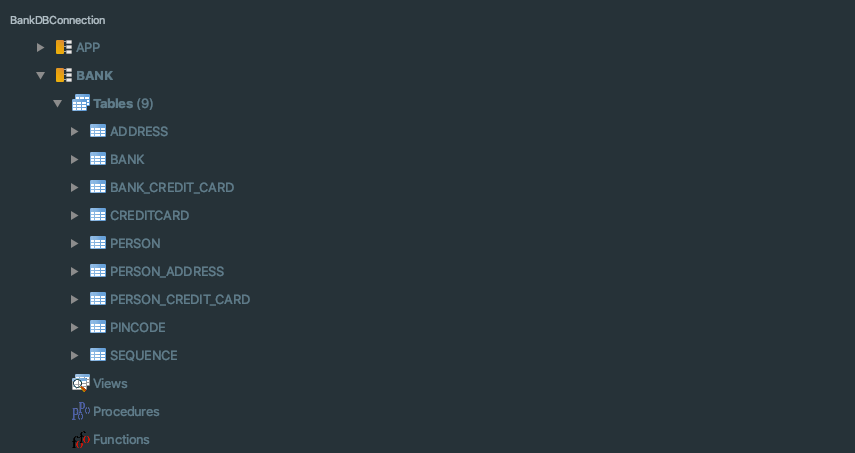 BankDBConnection
APP
BANK
Tables (9)
ADDRESS
BANK
BANK_CREDIT_CARD
CREDITCARD
PERSON
PERSON_ADDRESS
PERSON_CREDIT_CARD
PINCODE
SEQUENCE
Views
Procedures
Functions